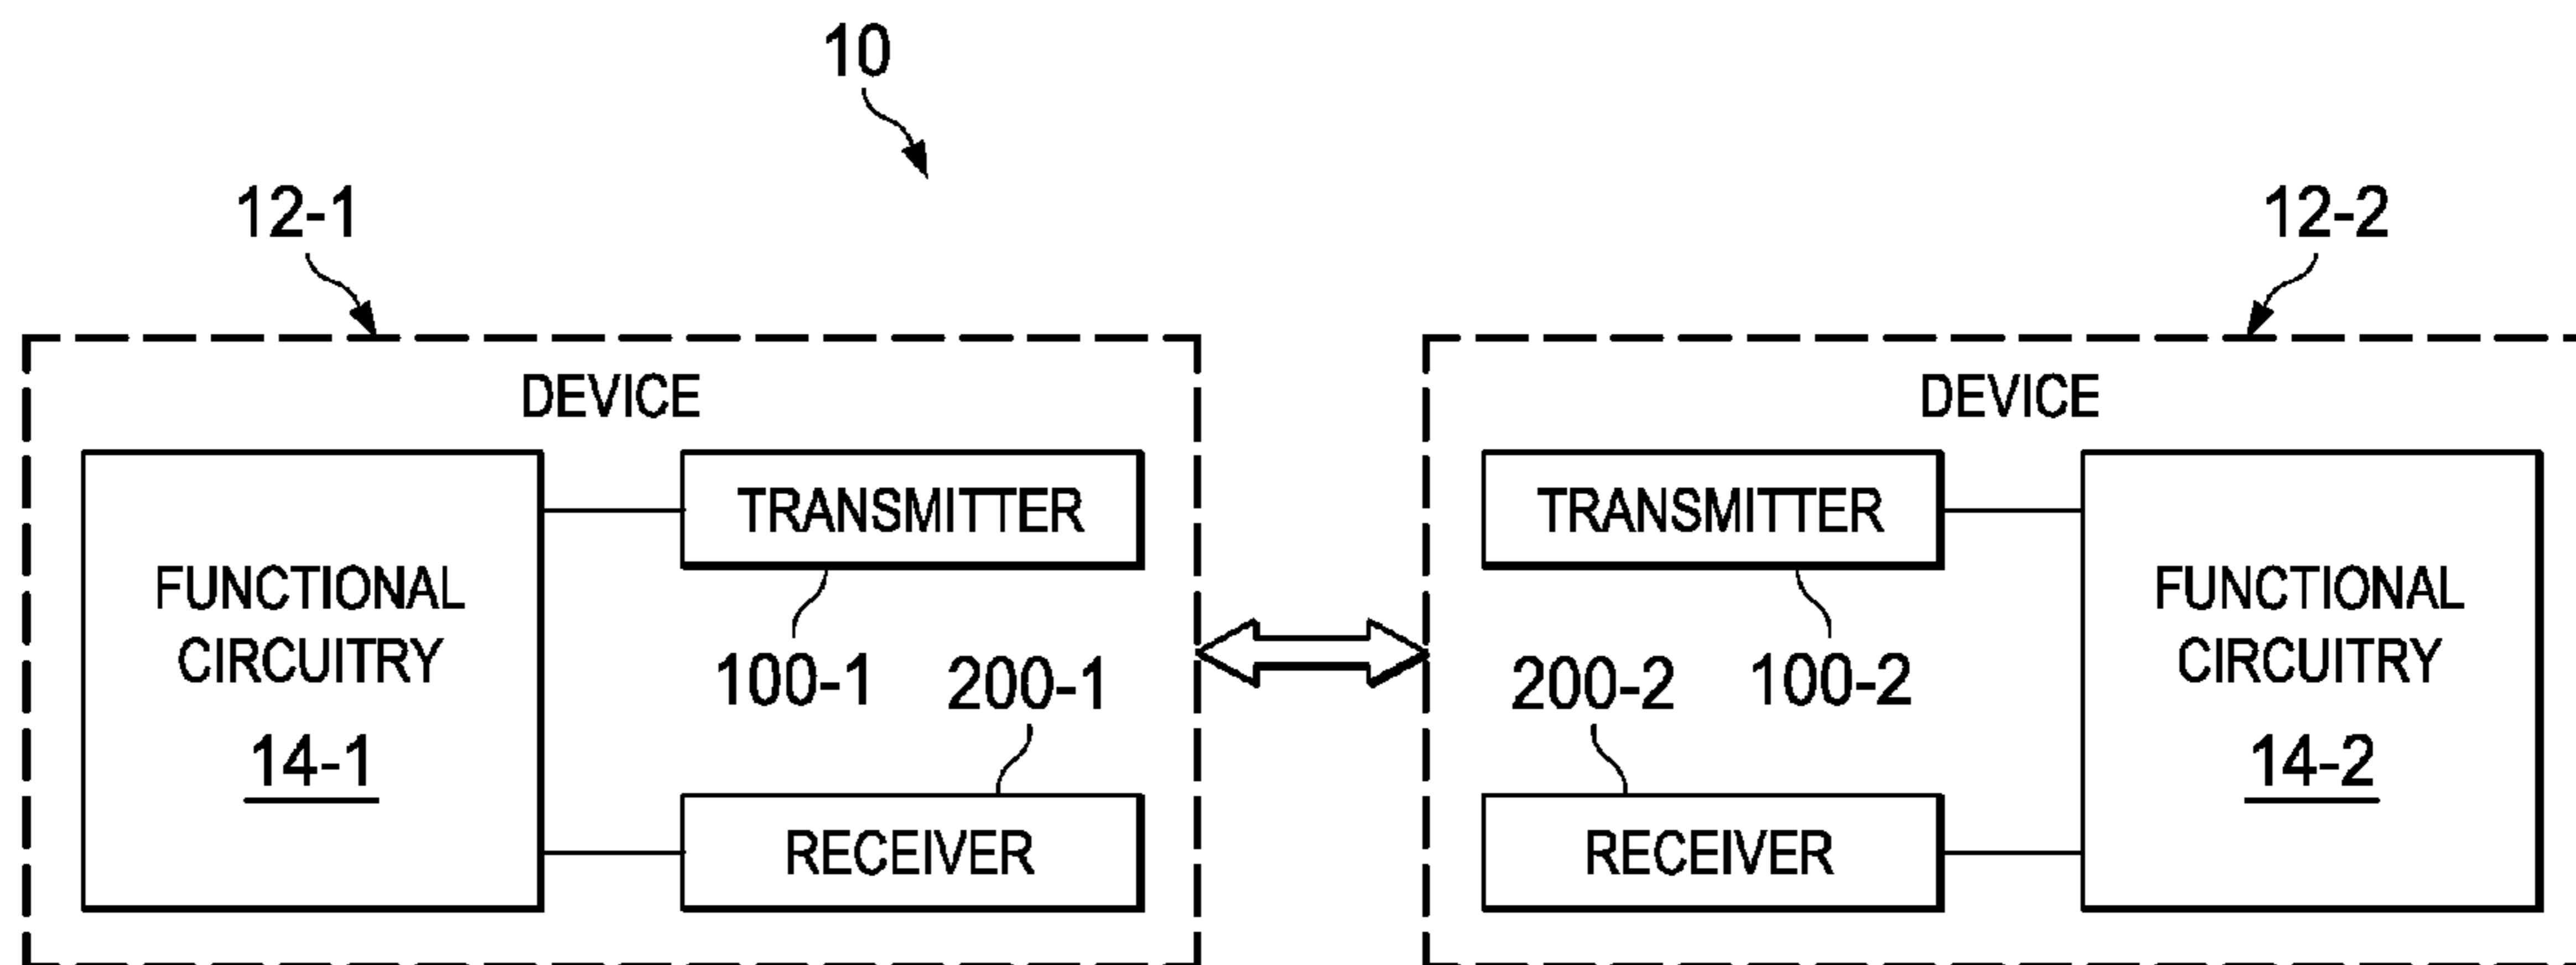 10
12-1
12-2
DEVICE
DEVICE
TRANSMITTER
TRANSMITTER
FUNCTIONAL
CIRCUITRY
14-1
FUNCTIONAL
CIRCUITRY
14-2
100-1
200-1
200-2
100-2
RECEIVER
RECEIVER